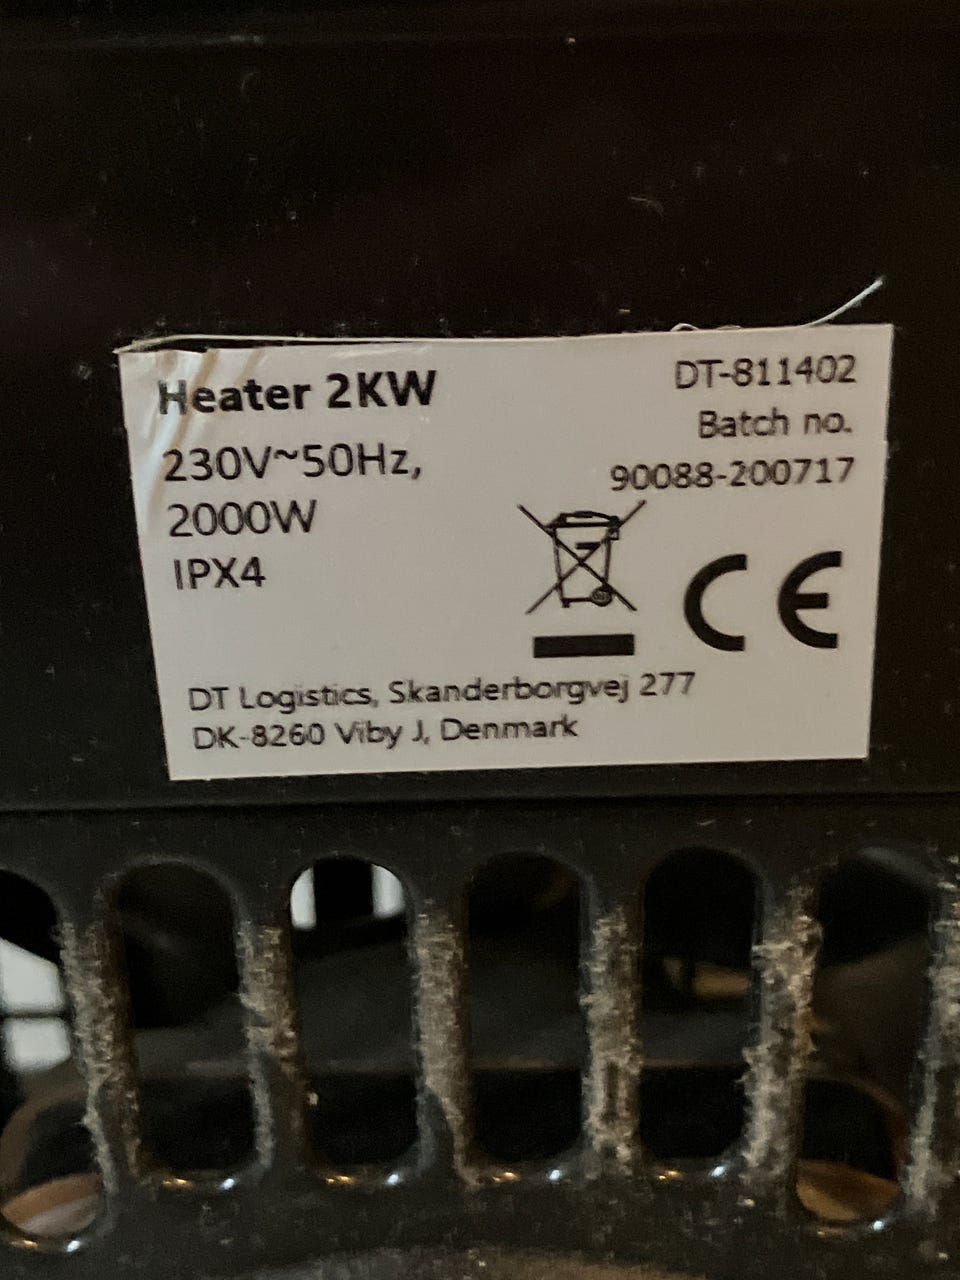 Heater 2KW
230V~50Hz,
2000W
IPX4
DT-811402
Batch no.
90088-200717
CE
DT Logistics, Skanderborgvej 277
DK-8260 Viby J, Denmark